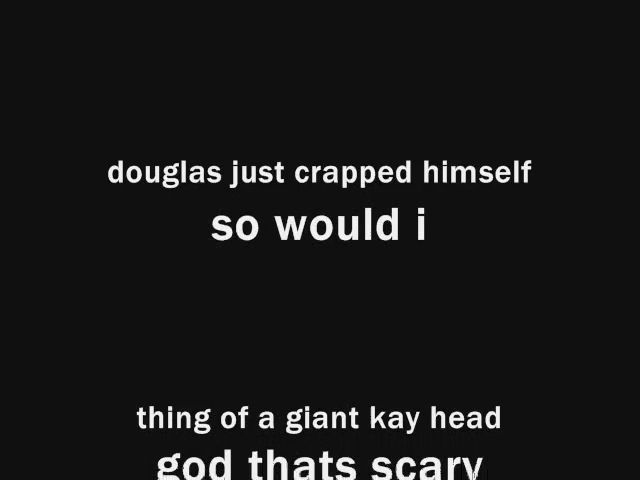 douglas just crapped himself
so would i
thing of a giant kay head
god thats scary